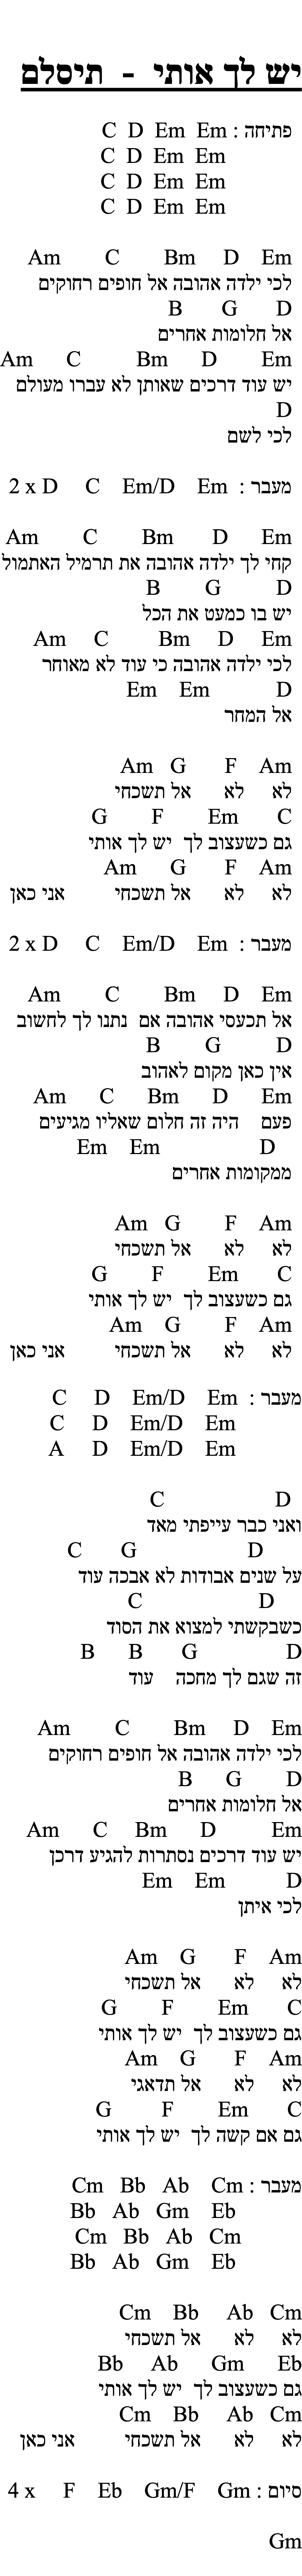 יש לך אותי - תיסלם
פתיחה : C D Em Em
C D Em Em
C D Em Em
C D Em Em
Am C Bm D Em
לכי ילדה אהובה אל חופים רחוקים
B G D
אל חלומות אחרים
Am C Bm D Em
יש עוד דרכים שאותן לא עברו מעולם
D
לכי לשם
מעבר : 2 x D C Em/D Em
Am C Bm D Em
קחי לך ילדה אהובה את תרמיל האתמול
B G D
יש בו כמעט את הכל
Am C Bm D Em
לכי ילדה אהובה כי עוד לא מאוחר
Em Em D
אל המחר
Am G F Am
לא לא אל תשכחי
G F Em C
גם כשעצוב לך יש לך אותי
Am G F Am
לא לא אל תשכחי אני כאן
מעבר : 2 x D C Em/D Em
Am C Bm D Em
אל תכעסי אהובה אם נתנו לך לחשוב
B G D
אין כאן מקום לאהוב
Am C Bm D Em
פעם היה זה חלום שאליו מגיעים
Em Em D
ממקומות אחרים
Am G F Am
לא לא אל תשכחי
G F Em C
גם כשעצוב לך יש לך אותי
Am G F Am
לא לא אל תשכחי אני כאן
מעבר : C D Em/D Em
C D Em/D Em
A D Em/D Em
C D
ואני כבר עייפתי מאד
C G D
על שנים אבודות לא אבכה עוד
C D
כשבקשתי למצוא את הסוד
B B G D
זה שגם לך מחכה עוד
Am C Bm D Em
לכי ילדה אהובה אל חופים רחוקים
B G D
אל חלומות אחרים
Am C Bm D Em
יש עוד דרכים נסתרות להגיע דרכן
Em Em D
לכי איתן
Am G F Am
לא לא אל תשכחי
G F Em C
גם כשעצוב לך יש לך אותי
Am G F Am
לא לא אל תדאגי
G F Em C
גם אם קשה לך יש לך אותי
מעבר : Cm Bb Ab Cm
Bb Ab Gm Eb
Cm Bb Ab Cm
Bb Ab Gm Eb
Cm Bb Ab Cm
לא לא אל תשכחי
Bb Ab Gm Eb
גם כשעצוב לך יש לך אותי
Cm Bb Ab Cm
לא לא אל תשכחי אני כאן
סיום : 4 x F Eb Gm/F Gm
Gm